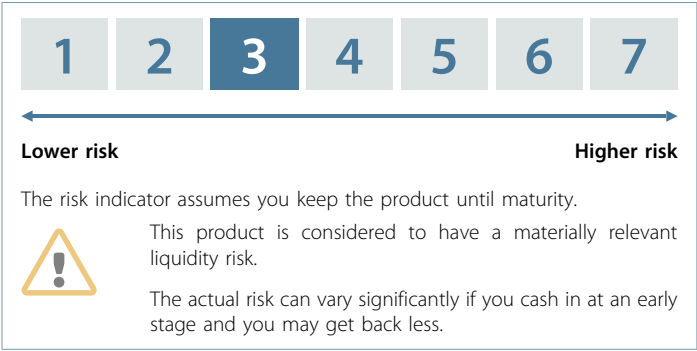 1 2 3 4 5 6 7
Lower risk Higher risk
The risk indicator assumes you keep the product until maturity.
This product is considered to have a materially relevant
liquidity risk.
The actual risk can vary significantly if you cash in at an early
stage and you may get back less.